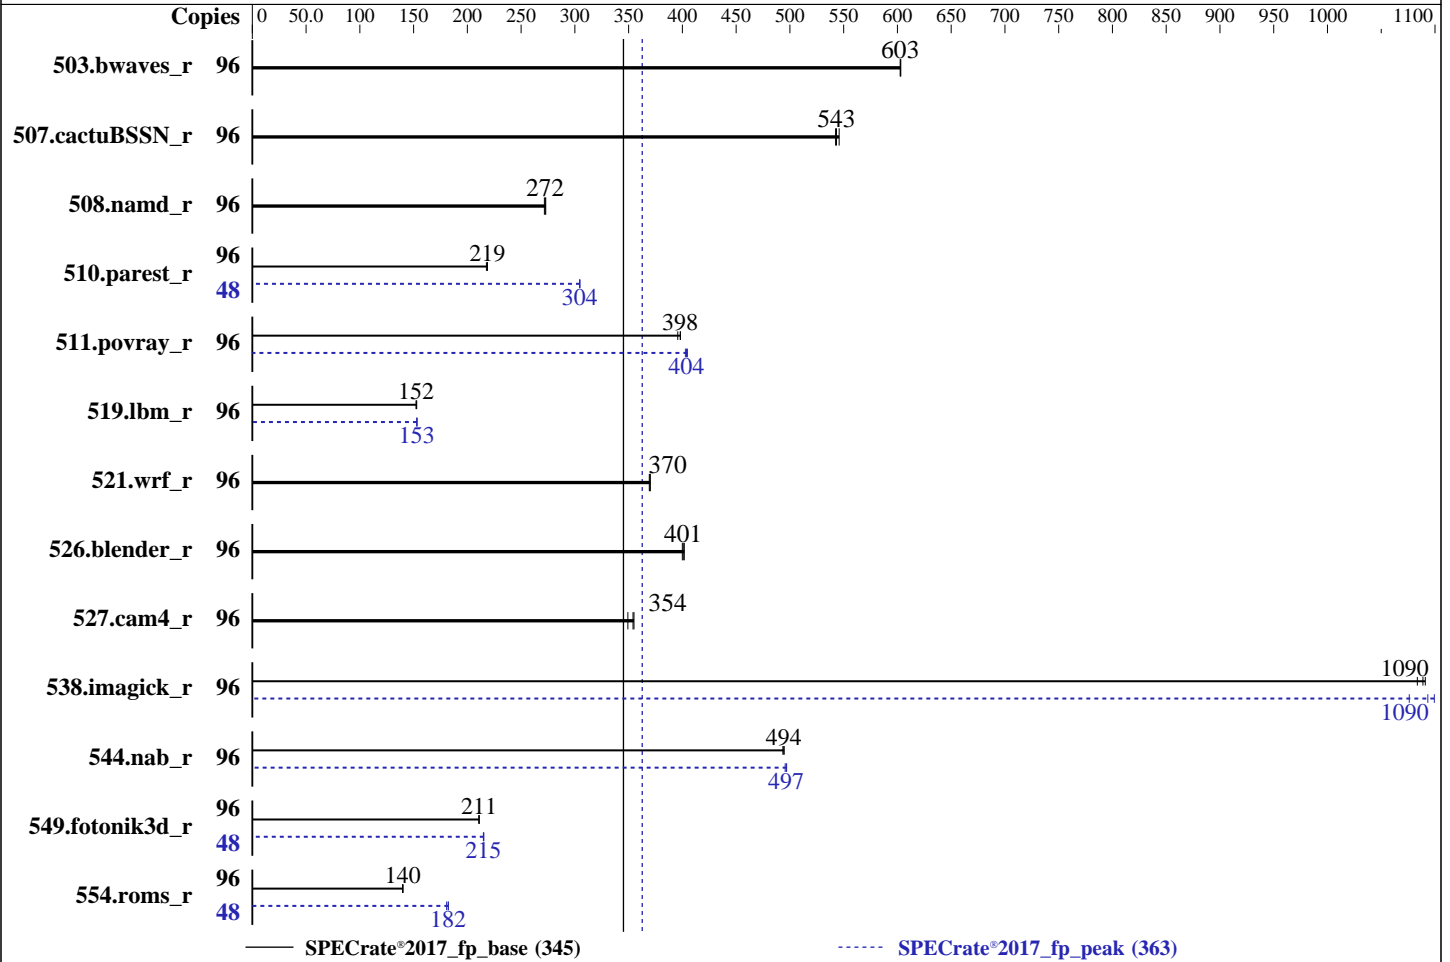 Copies 0 50.0 100 150 200 250 300 350 400 450 500 550 600 650 700 750 800 850 900 950 1000 1100
603
503.bwaves_r 96
543
507.cactuBSSN_r 96
272
508.namd_r 96
96 219
510.parest_r
48 304
398
511.povray_r 96
404
152
519.lbm_r 96
153
370
521.wrf_r 96
401
526.blender_r 96
354
527.cam4_r 96
1090
538.imagick_r 96
1090
494
544.nab_r 96
497
96 211
549.fotonik3d_r
48 215
96 140
554.roms_r
48 182
SPECrate®2017_fp_base (345) SPECrate®2017_fp_peak (363)